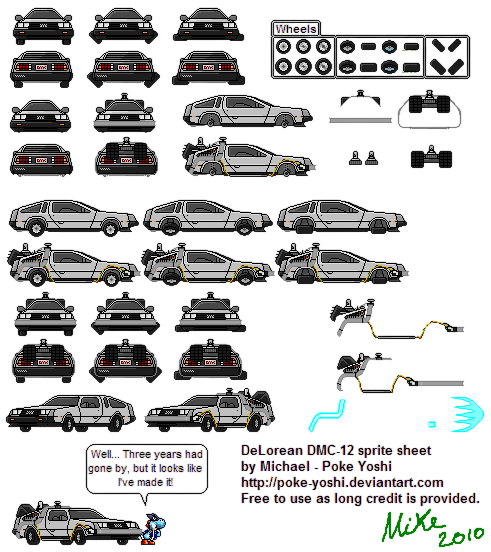 Wheels
Well... Three years had
gone by, but it looks like
I've made it!
DeLorean DMC-12 sprite sheet
by Michael - Poke Yoshi
http://poke-yoshi.deviantart.com
Free to use as long credit is provided.
Mike
2010